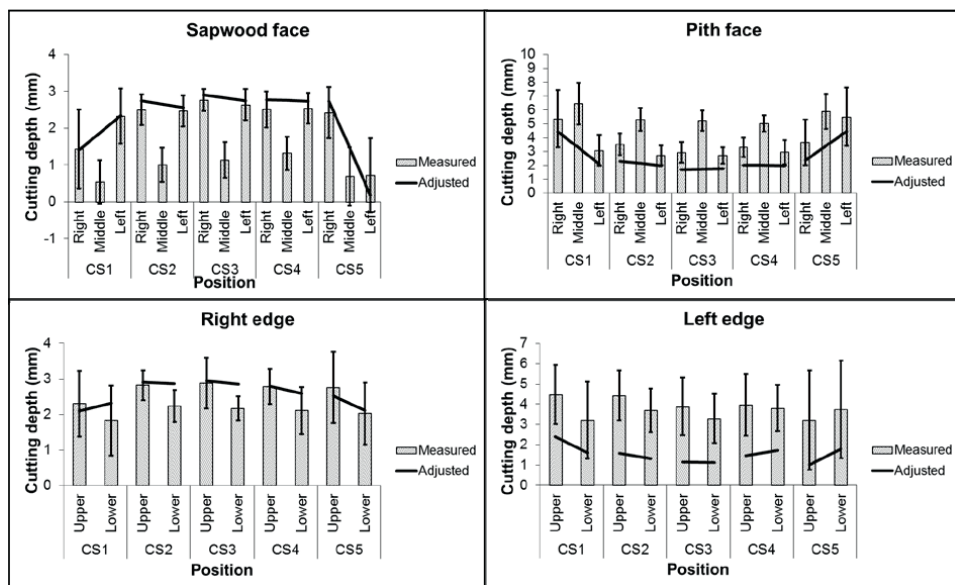 Sapwood face
Cutting depth (mm)
4
3
2
1
0
-1
Right
Middle
Left
Right
Middle
Left
Right
Middle
Left
Right
Middle
Left
Right
Middle
Left
CS1 CS2 CS3 CS4 CS5
Position
Measured
Adjusted
Pith face
Cutting depth (mm)
10
9
8
7
6
5
4
3
2
1
0
Right
Middle
Left
Right
Middle
Left
Right
Middle
Left
Right
Middle
Left
Right
Middle
Left
CS1 CS2 CS3 CS4 CS5
Position
Measured
Adjusted
Right edge
Cutting depth (mm)
4
3
2
1
0
Upper
Lower
Upper
Lower
Upper
Lower
Upper
Lower
Upper
Lower
CS1 CS2 CS3 CS4 CS5
Position
Measured
Adjusted
Left edge
Cutting depth (mm)
7
6
5
4
3
2
1
0
Upper
Lower
Upper
Lower
Upper
Lower
Upper
Lower
Upper
Lower
CS1 CS2 CS3 CS4 CS5
Position
Measured
Adjusted